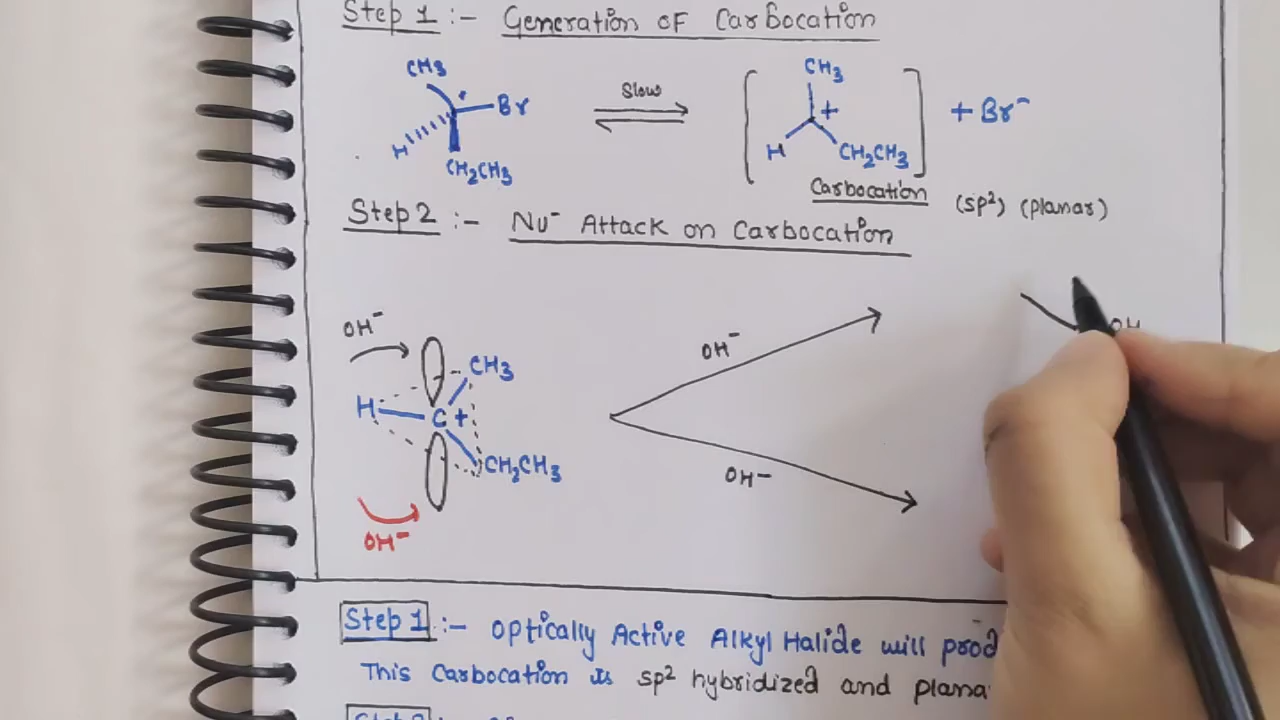 Step 1 :- Generation of Carbocation
CH3
Br
H
CH2CH3
Slow
CH3
+
H
CH2CH3
+ Br⁻
Carbocation (sp²) (planar)
Step 2 :- Nu⁻ Attack on Carbocation
OH⁻
CH3
H C +
CH2CH3
OH⁻
OH⁻
OH⁻
OH
Step 1 :- Optically Active Alkyl Halide will prod
This Carbocation is sp² hybridized and plana